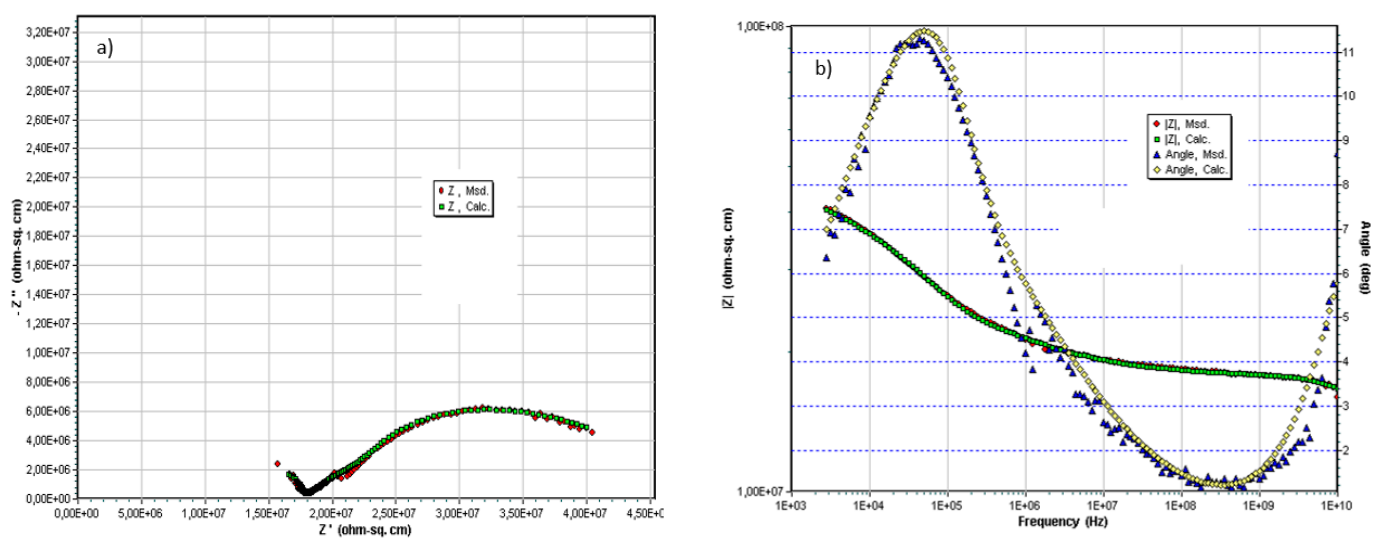 a)
3,20E+07
2,80E+07
2,60E+07
2,40E+07
2,20E+07
2,00E+07
1,80E+07
1,60E+07
1,40E+07
1,20E+07
1,00E+07
8,00E+06
6,00E+06
4,00E+06
2,00E+06
0,00E+00
- Z '' (ohm-sq. cm)
Z , Msd.
Z , Calc.
0,00E+00 5,00E+06 1,00E+07 1,50E+07 2,00E+07 2,50E+07 3,00E+07 3,50E+07 4,00E+07 4,50E+0
Z ' (ohm-sq. cm)
b)
1,00E+08
1,00E+07
|Z| (ohm-sq. cm)
|Z|, Msd.
|Z|, Calc.
Angle, Msd.
Angle, Calc.
11
10
9
8
7
6
5
4
3
2
Angle (deg)
1E+03 1E+04 1E+05 1E+06 1E+07 1E+08 1E+09 1E+10
Frequency (Hz)